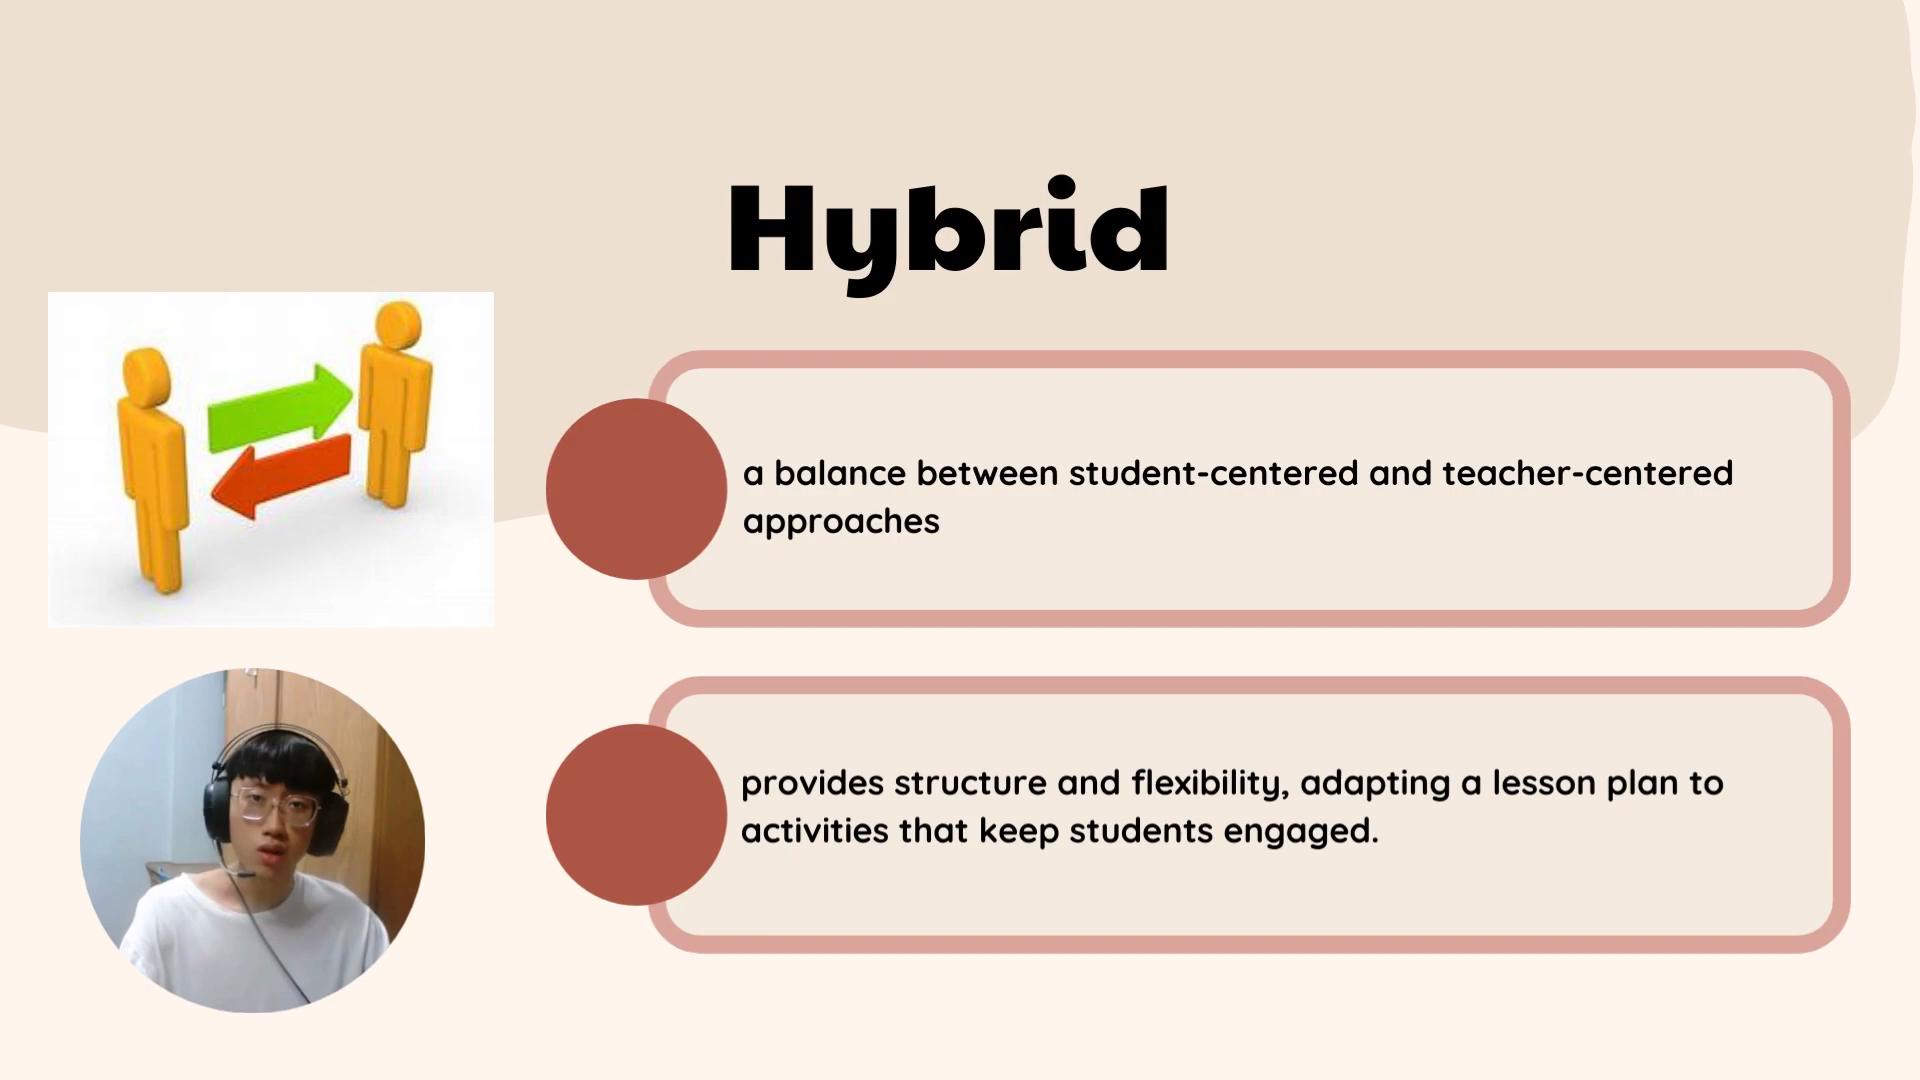 Hybrid
a balance between student-centered and teacher-centered
approaches
provides structure and flexibility, adapting a lesson plan to
activities that keep students engaged.